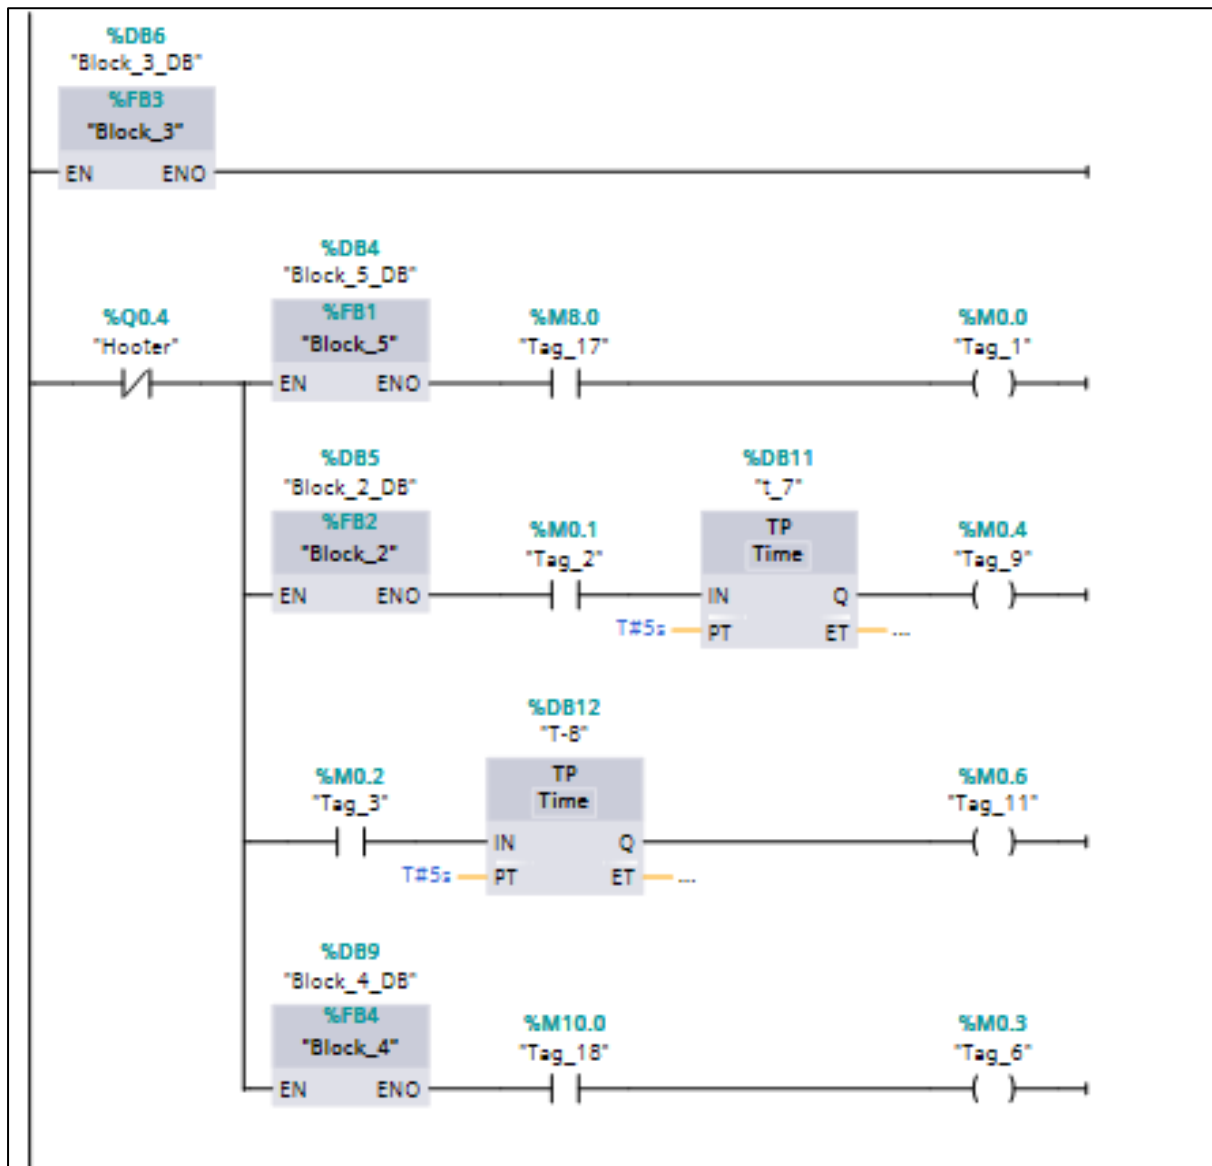 %DB6
"Block_3_DB"
%FB3
"Block_3"
EN ENO
%DB4
"Block_5_DB"
%Q0.4 %FB1 %M8.0 %M0.0
"Hooter" "Block_5" "Tag_17" "Tag_1"
EN ENO
%DB5 %DB11
"Block_2_DB" "t_7"
%FB2 %M0.1 TP %M0.4
"Block_2" "Tag_2" Time "Tag_9"
EN ENO IN Q
T#5s PT ET ...
%DB12
"T-8"
%M0.2 TP %M0.6
"Tag_3" Time "Tag_11"
IN Q
T#5s PT ET ...
%DB9
"Block_4_DB"
%FB4 %M10.0 %M0.3
"Block_4" "Tag_18" "Tag_6"
EN ENO